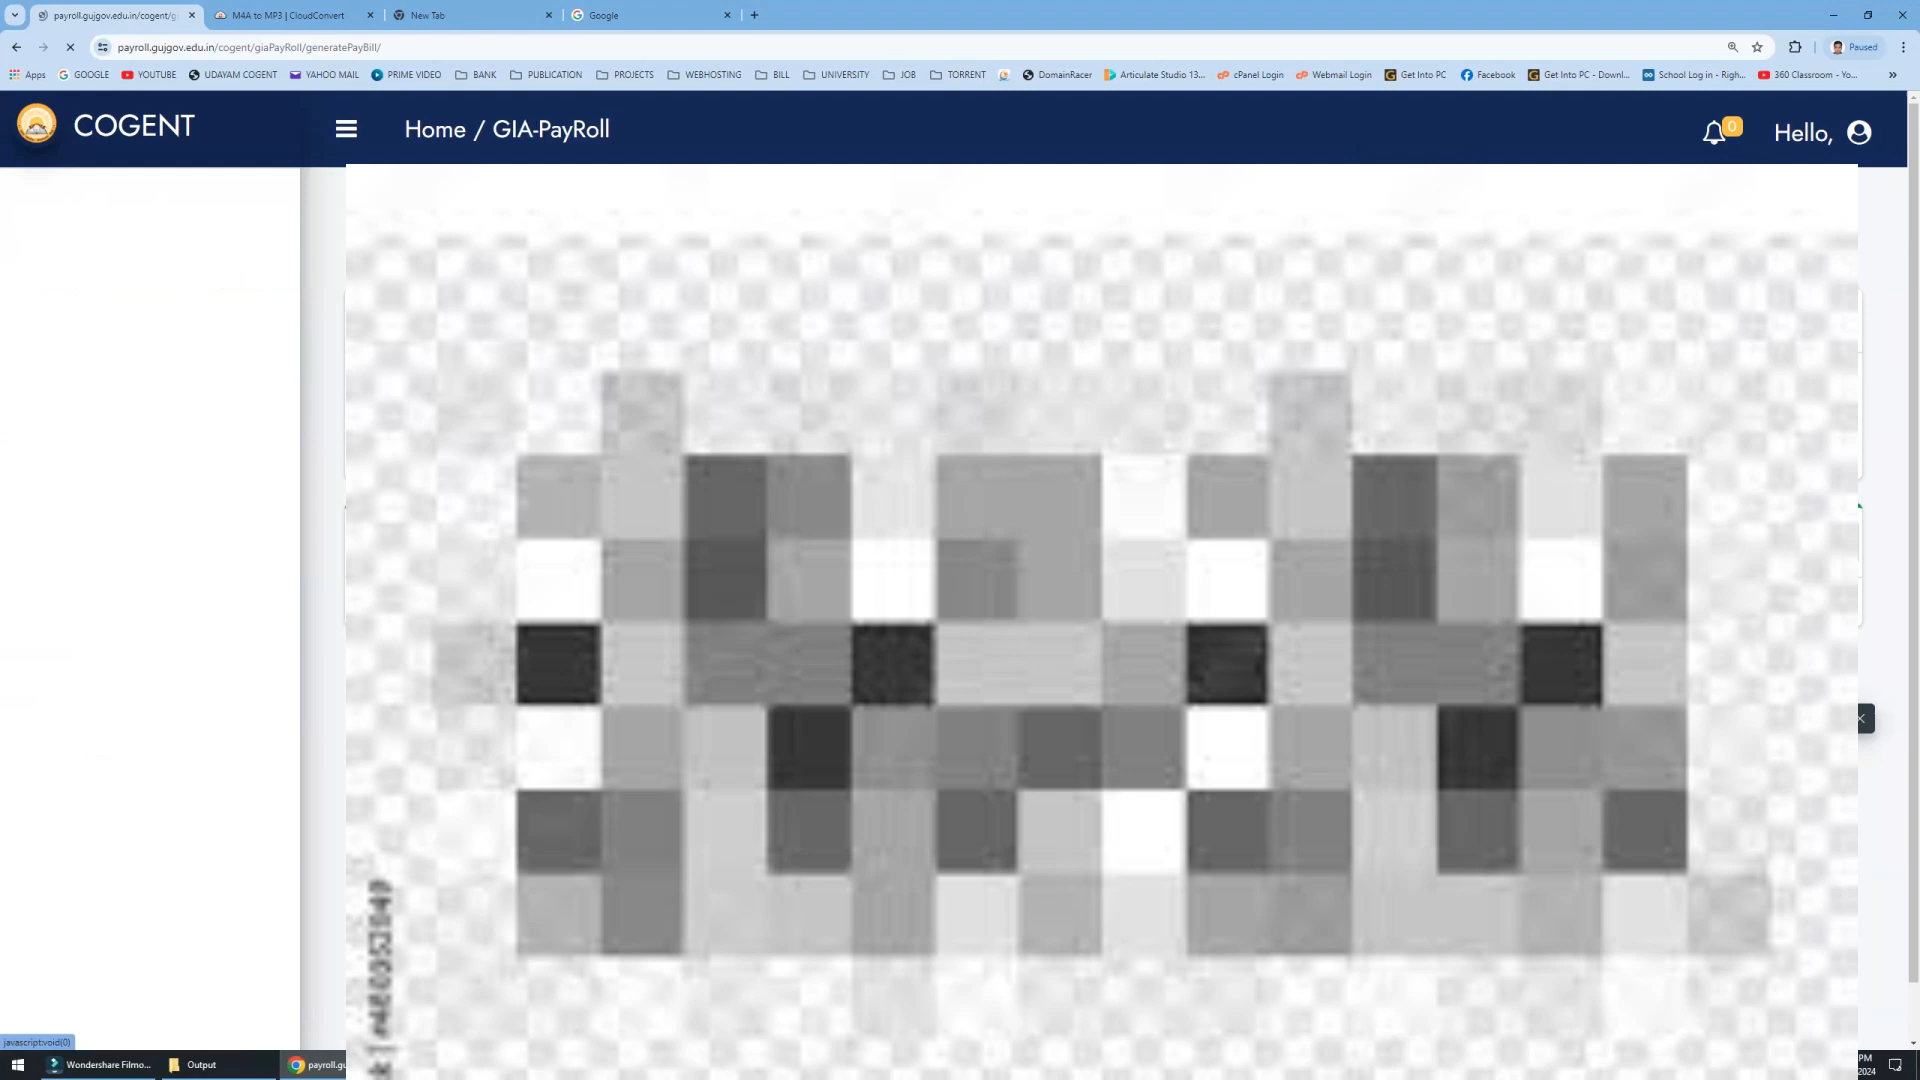 payroll.gujgov.edu.in/cogent/g
M4A to MP3 | CloudConvert
New Tab
Google
payroll.gujgov.edu.in/cogent/giaPayRoll/generatePayBill/
Paused
Apps
GOOGLE
YOUTUBE
UDAYAM COGENT
YAHOO MAIL
PRIME VIDEO
BANK
PUBLICATION
PROJECTS
WEBHOSTING
BILL
UNIVERSITY
JOB
TORRENT
DomainRacer
Articulate Studio 13...
cPanel Login
Webmail Login
Get Into PC
Facebook
Get Into PC - Downl...
School Log in - Righ...
360 Classroom - Yo...
COGENT
Home / GIA-PayRoll
0
Hello,
javascript:void(0)
Wondershare Filmo...
Output
payroll.gu
PM
2024